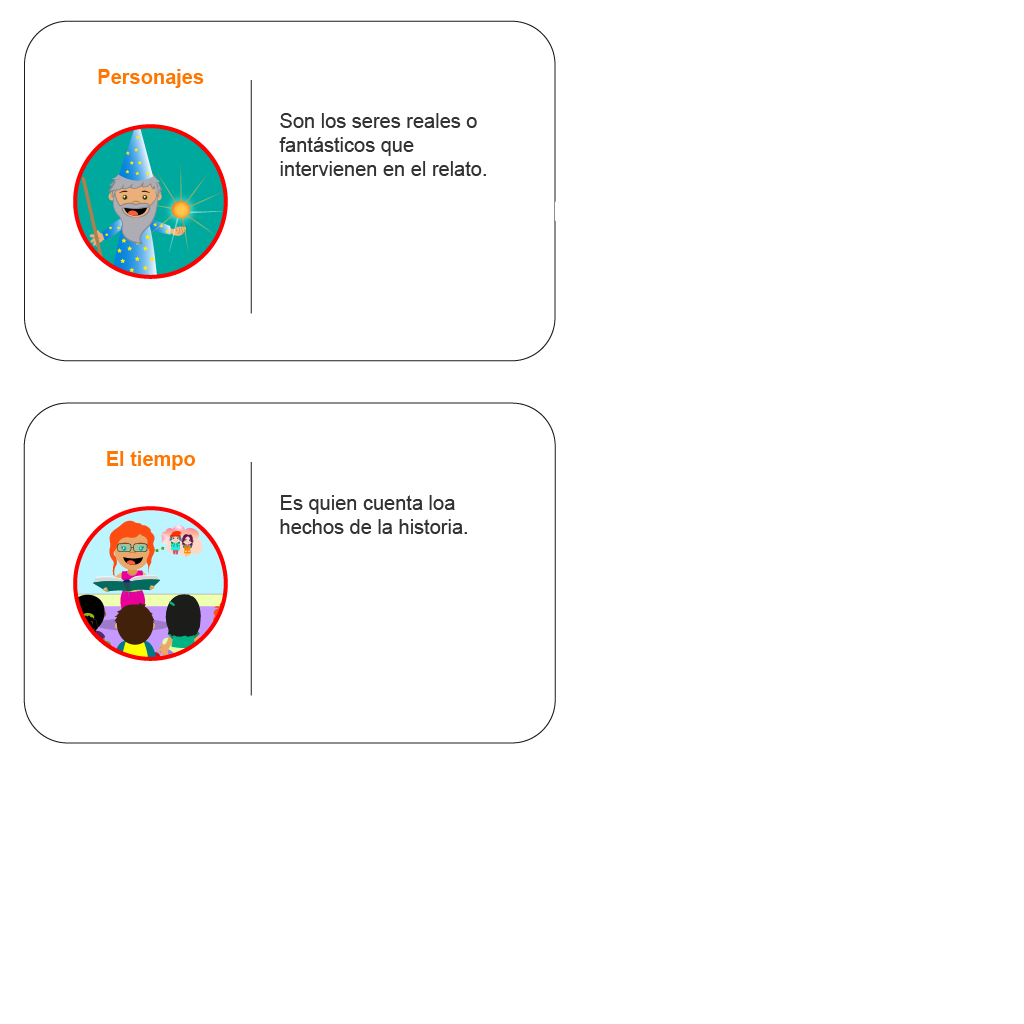 Personajes
Son los seres reales o
fantásticos que
intervienen en el relato.
El tiempo
Es quien cuenta loa
hechos de la historia.